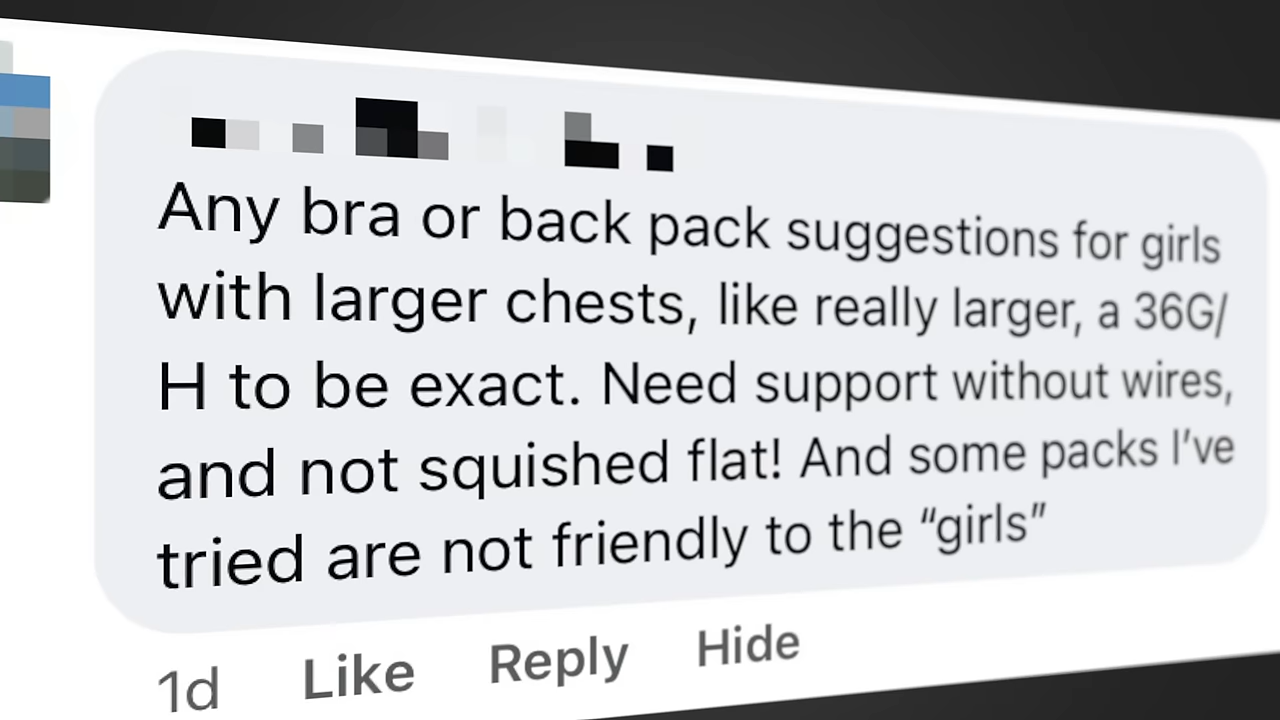 Any bra or back pack suggestions for girls
with larger chests, like really larger, a 36G/
H to be exact. Need support without wires,
and not squished flat! And some packs I’ve
tried are not friendly to the “girls”
1d Like Reply Hide